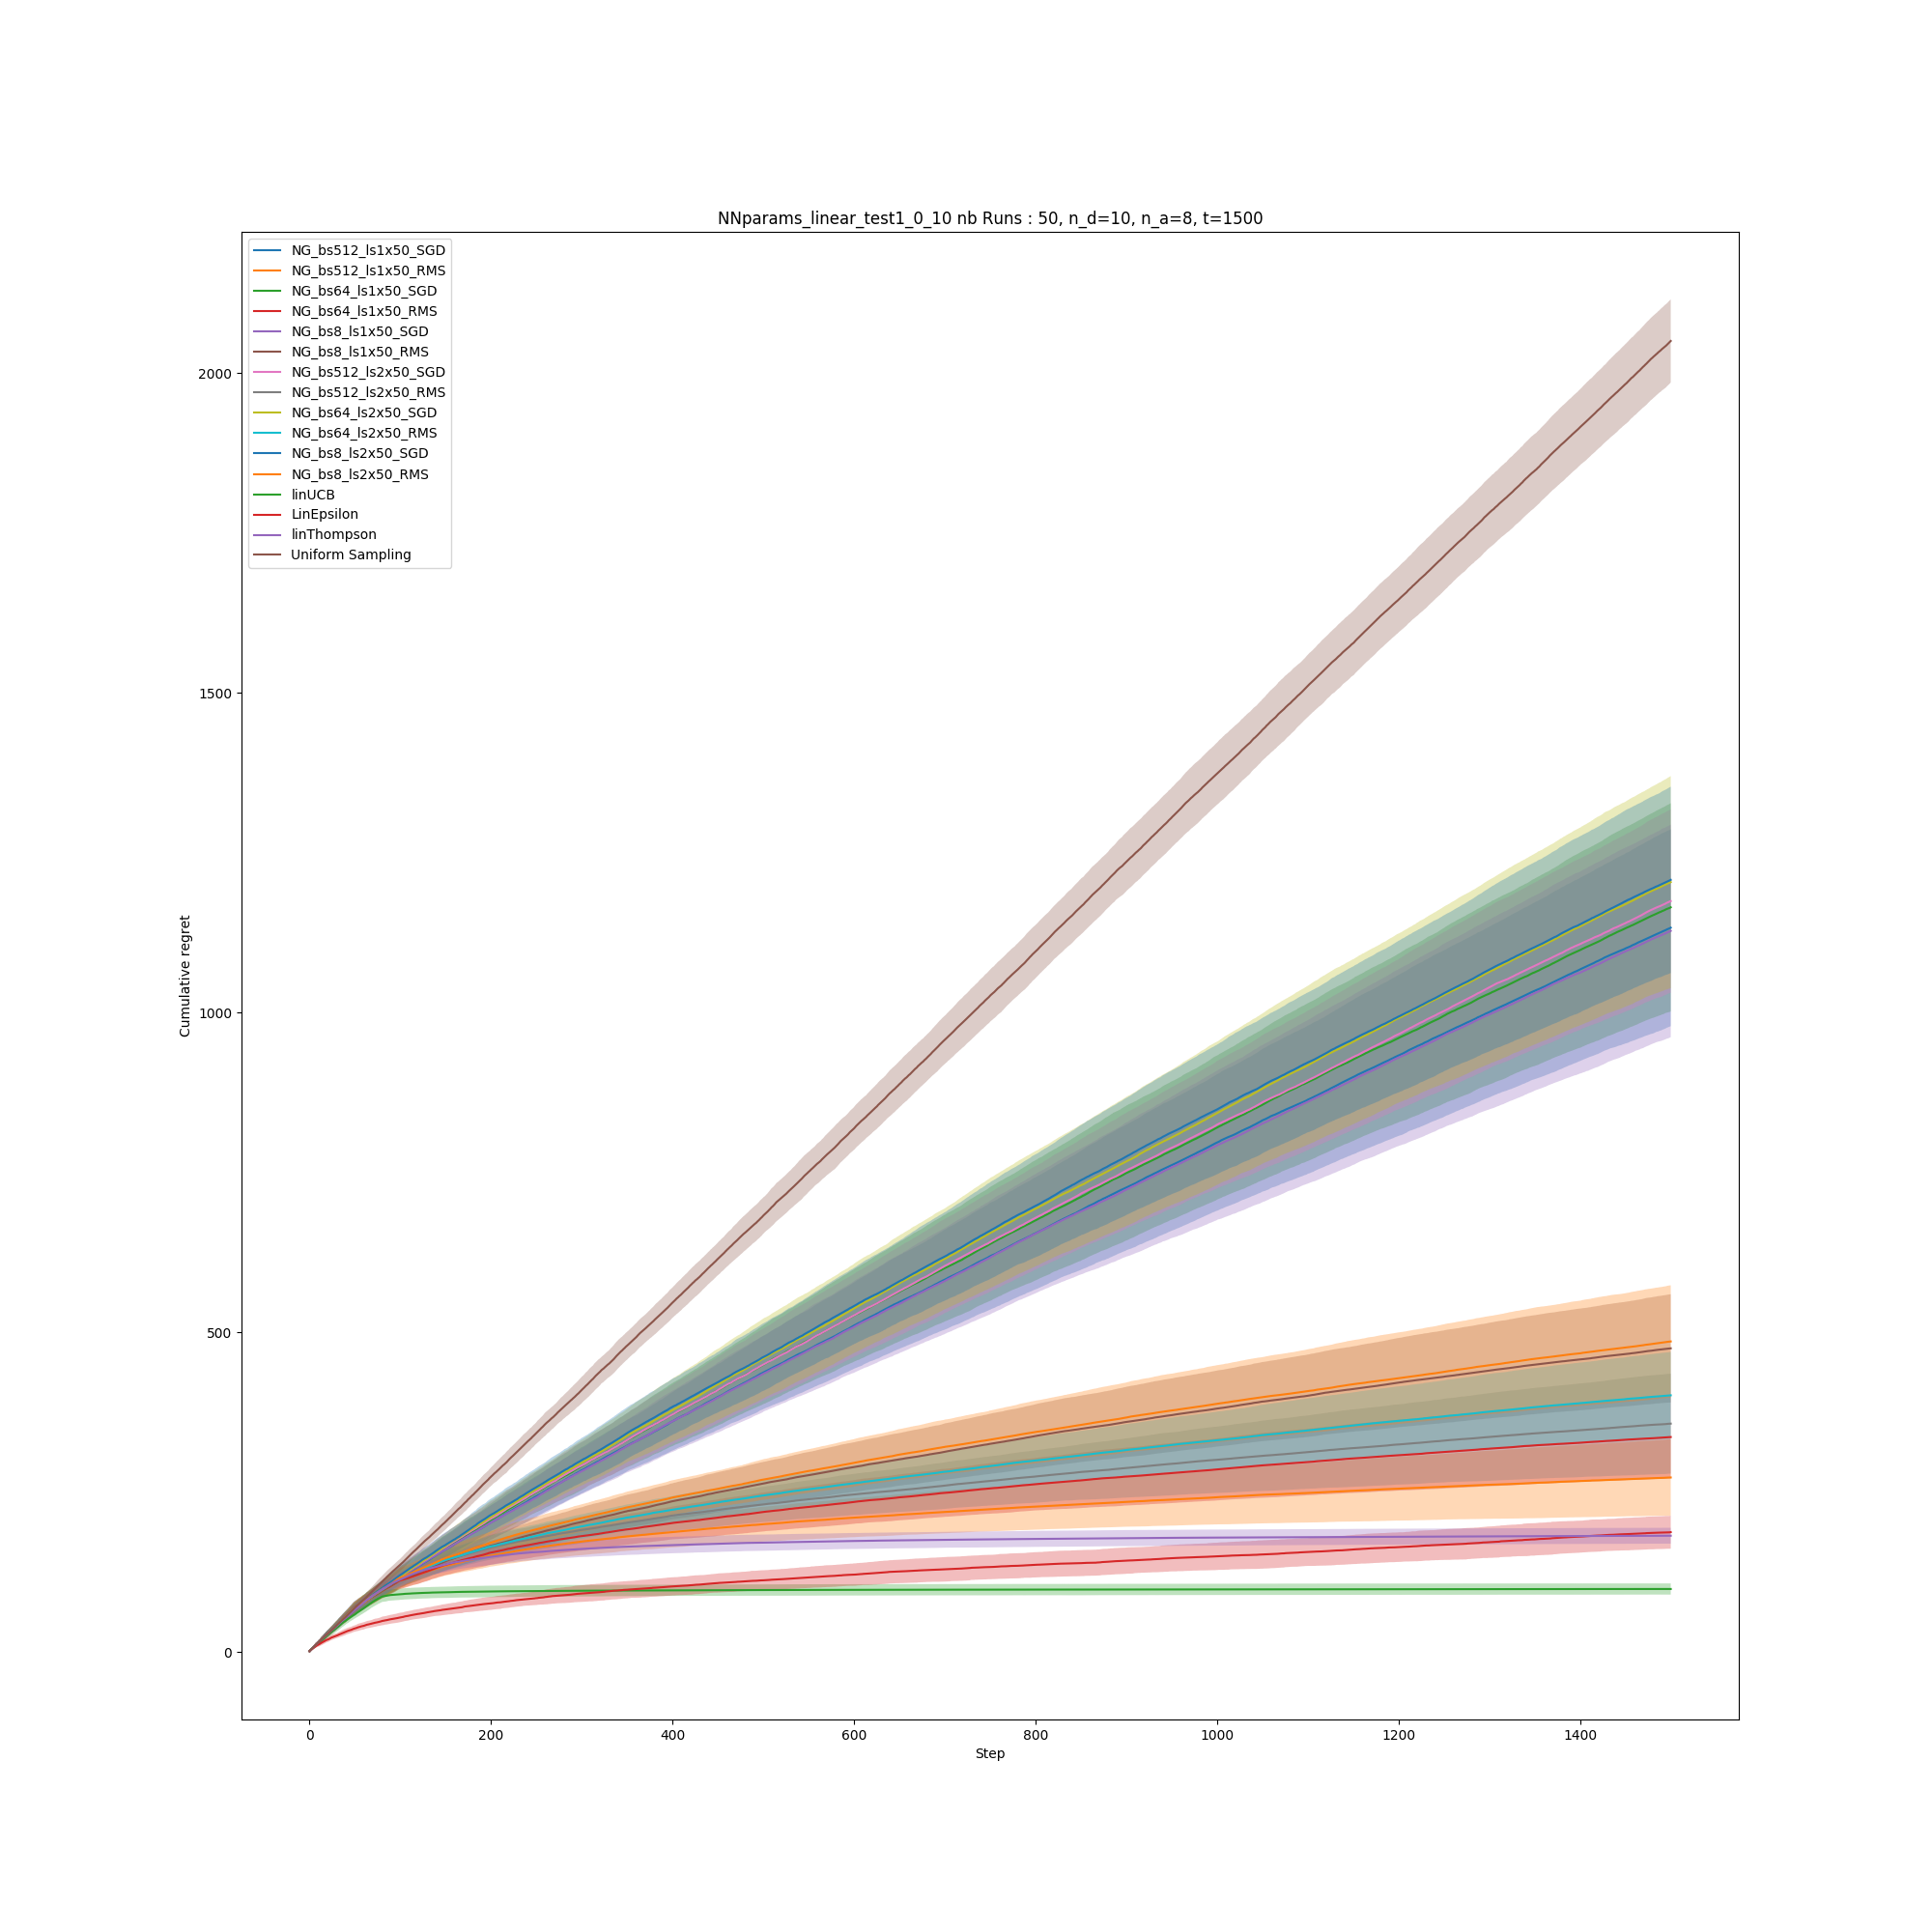 NNparams_linear_test1_0_10 nb Runs : 50, n_d=10, n_a=8, t=1500
NG_bs512_ls1x50_SGD
NG_bs512_ls1x50_RMS
NG_bs64_ls1x50_SGD
NG_bs64_ls1x50_RMS
NG_bs8_ls1x50_SGD
NG_bs8_ls1x50_RMS
NG_bs512_ls2x50_SGD
NG_bs512_ls2x50_RMS
NG_bs64_ls2x50_SGD
NG_bs64_ls2x50_RMS
NG_bs8_ls2x50_SGD
NG_bs8_ls2x50_RMS
linUCB
LinEpsilon
linThompson
Uniform Sampling
2000
1500
1000
500
0
Cumulative regret
0 200 400 600 800 1000 1200 1400
Step